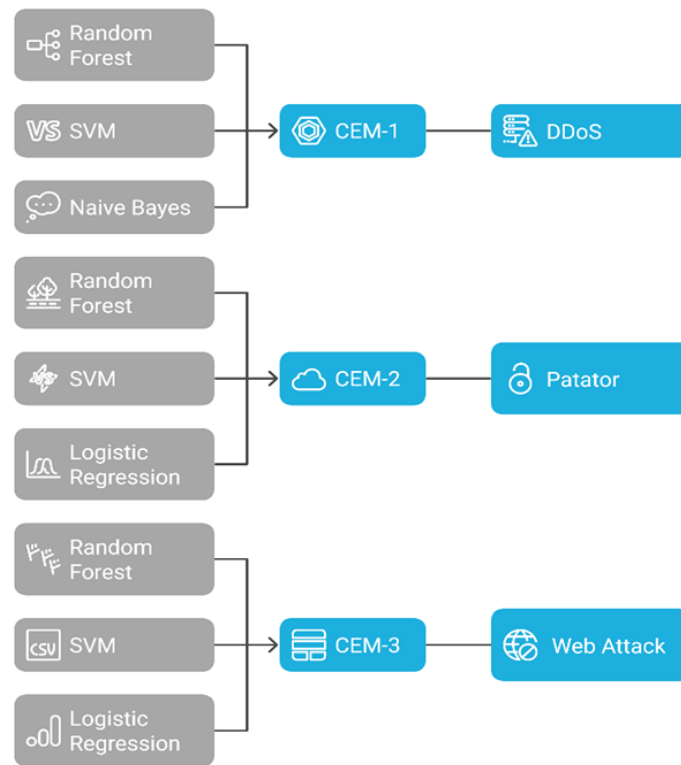 Random
Forest
VS SVM
CEM-1
DDoS
Naive Bayes
Random
Forest
SVM
CEM-2
Patator
Logistic
Regression
Random
Forest
CSV SVM
CEM-3
Web Attack
Logistic
Regression